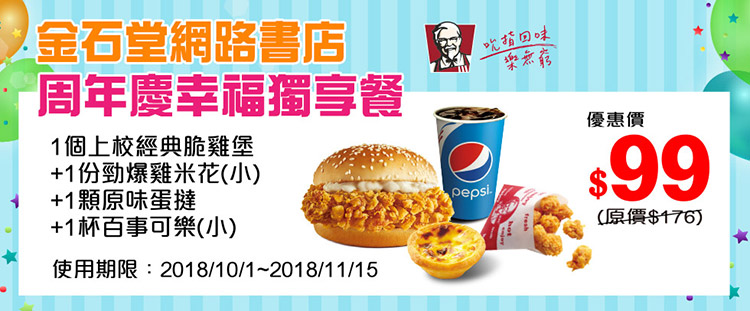 金石堂網路書店
吮指回味
樂無窮
周年慶幸福獨享餐
1個上校經典脆雞堡
+1份勁爆雞米花(小)
+1顆原味蛋撻
+1杯百事可樂(小)
使用期限：2018/10/1~2018/11/15
pepsi
fresh
hot
優惠價
$99
(原價$176)